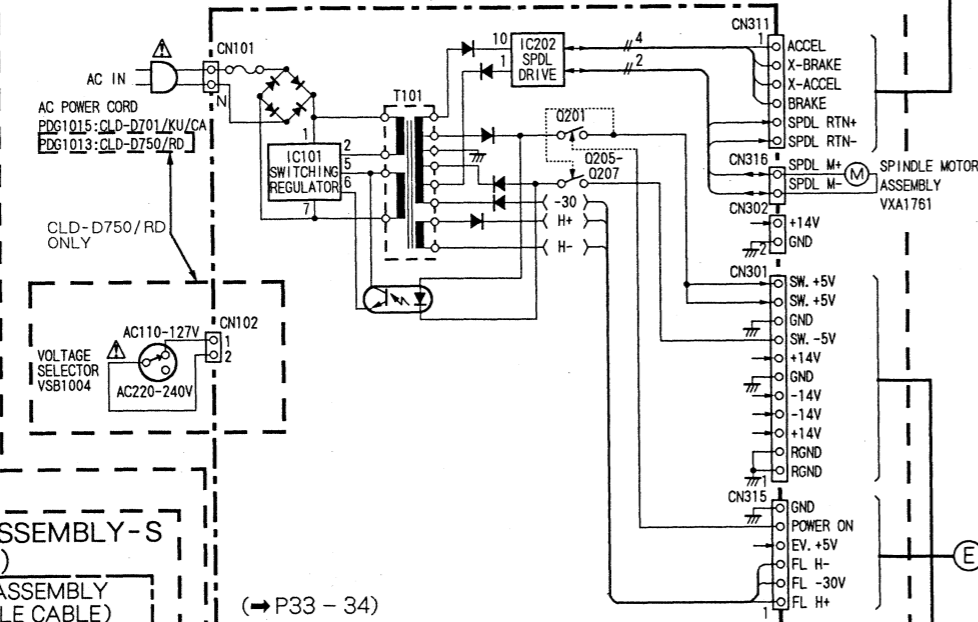 CN101
AC IN
N
AC POWER CORD
PDG1015:CLD-D701/KU/CA
PDG1013:CLD-D750/RD
CLD-D750/RD
ONLY
VOLTAGE
SELECTOR
VSB1004
AC110-127V
AC220-240V
CN102
1
2
IC101
SWITCHING
REGULATOR
1
2
5
6
7
T101
10
1
IC202
SPDL
DRIVE
4
2
Q201
Q205-
Q207
-30
H+
H-
CN311
1
ACCEL
X-BRAKE
X-ACCEL
BRAKE
SPDL RTN+
SPDL RTN-
CN316
SPDL M+
SPDL M-
M
SPINDLE MOTOR
ASSEMBLY
VXA1761
CN302
+14V
GND
2
CN301
SW. +5V
SW. +5V
GND
SW. -5V
+14V
GND
-14V
-14V
+14V
RGND
RGND
1
CN315
GND
POWER ON
EV. +5V
FL H-
FL -30V
FL H+
1
E
SSEMBLY-S
)
ASSEMBLY
LE CABLE)
(➡ P33 – 34)